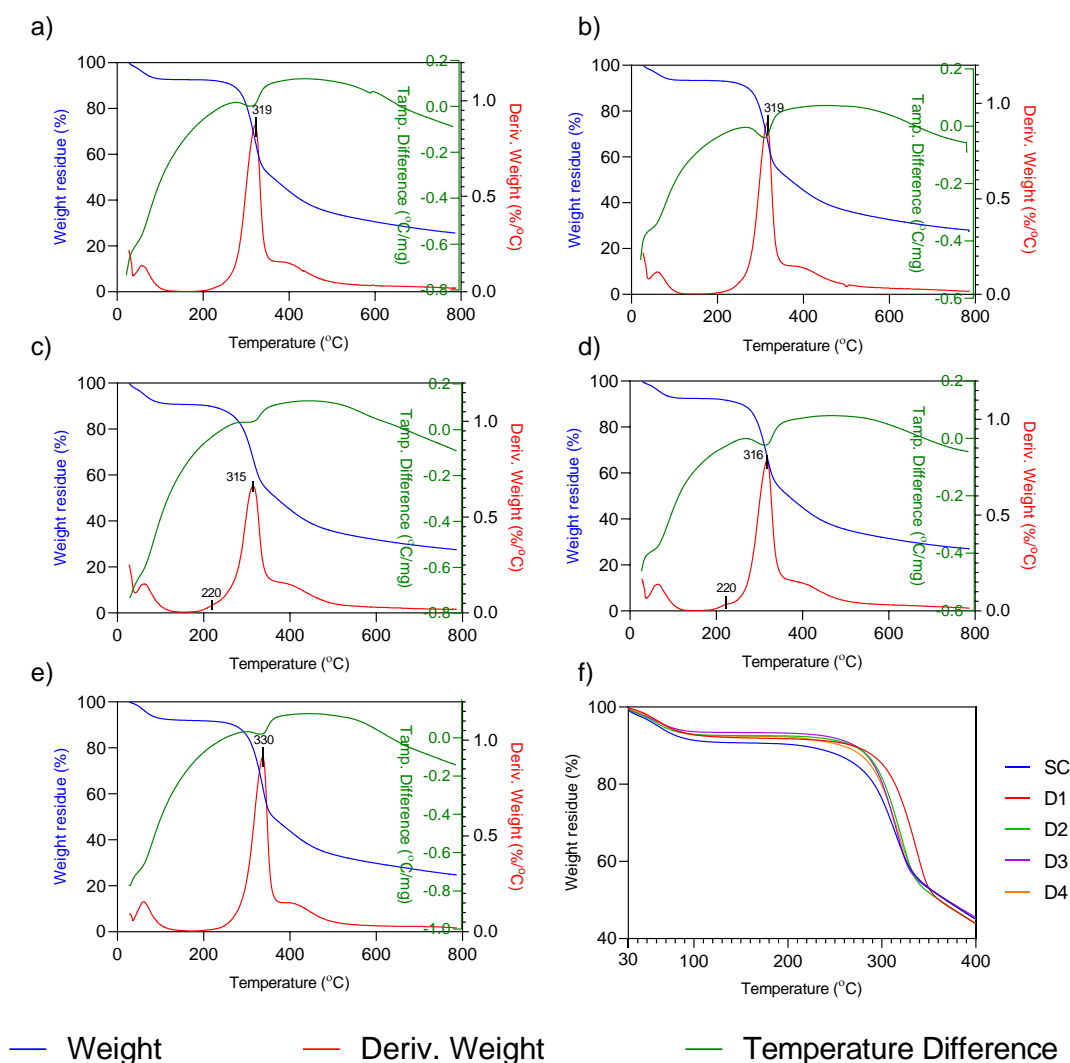 a)
b)
100
80
60
40
20
0
Weight residue (%)
0.2
0.0
-0.2
-0.4
-0.6
-0.8
Tamp. Difference (°C/mg)
1.0
0.5
0.0
Deriv. Weight (%/°C)
319
0 200 400 600 800
Temperature (°C)
100
80
60
40
20
0
Weight residue (%)
0.2
0.0
-0.2
-0.4
-0.6
Tamp. Difference (°C/mg)
1.0
0.5
0.0
Deriv. Weight (%/°C)
319
0 200 400 600 800
Temperature (°C)
c)
d)
100
80
60
40
20
0
Weight residue (%)
0.2
0.0
-0.2
-0.4
-0.6
-0.8
Tamp. Difference (°C/mg)
1.0
0.5
0.0
Deriv. Weight (%/°C)
315
220
0 200 400 600 800
Temperature (°C)
100
80
60
40
20
0
Weight residue (%)
0.2
0.0
-0.2
-0.4
-0.6
Tamp. Difference (°C/mg)
1.0
0.5
0.0
Deriv. Weight (%/°C)
316
220
0 200 400 600 800
Temperature (°C)
e)
f)
100
80
60
40
20
0
Weight residue (%)
0.0
-0.2
-0.4
-0.6
-0.8
-1.0
Tamp. Difference (°C/mg)
1.0
0.5
0.0
Deriv. Weight (%/°C)
330
0 200 400 600 800
Temperature (°C)
100
80
60
40
Weight residue (%)
30 100 200 300 400
Temperature (°C)
SC
D1
D2
D3
D4
Weight Deriv. Weight Temperature Difference